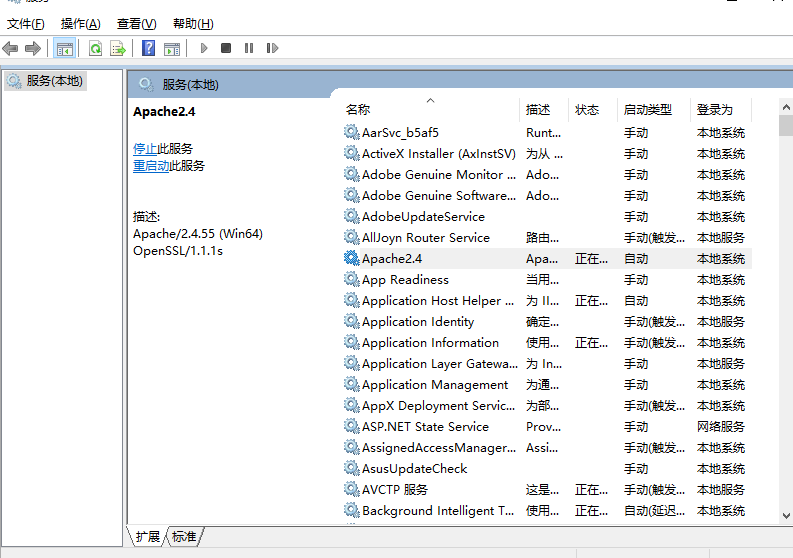 文件(F) 操作(A) 查看(V) 帮助(H)
服务(本地)
服务(本地)
Apache2.4
停止此服务
重启动此服务
描述:
Apache/2.4.55 (Win64)
OpenSSL/1.1.1s
名称 描述 状态 启动类型 登录为
AarSvc_b5af5 Runt... 手动 本地系统
ActiveX Installer (AxInstSV) 为从 ... 手动 本地系统
Adobe Genuine Monitor ... Ado... 手动 本地系统
Adobe Genuine Software... Ado... 手动 本地系统
AdobeUpdateService 手动 本地系统
AllJoyn Router Service 路由... 手动(触发... 本地服务
Apache2.4 Apa... 正在... 自动 本地系统
App Readiness 当用... 手动 本地系统
Application Host Helper ... 为 II... 正在... 自动 本地系统
Application Identity 确定... 手动(触发... 本地服务
Application Information 使用... 正在... 手动(触发... 本地系统
Application Layer Gatewa... 为 In... 手动 本地服务
Application Management 为通... 手动 本地系统
AppX Deployment Servic... 为部... 手动(触发... 本地系统
ASP.NET State Service Prov... 手动 网络服务
AssignedAccessManager... Assi... 手动(触发... 本地系统
AsusUpdateCheck 手动 本地系统
AVCTP 服务 这是... 正在... 手动(触发... 本地服务
Background Intelligent T... 使用... 正在... 自动(延迟... 本地系统
扩展 标准